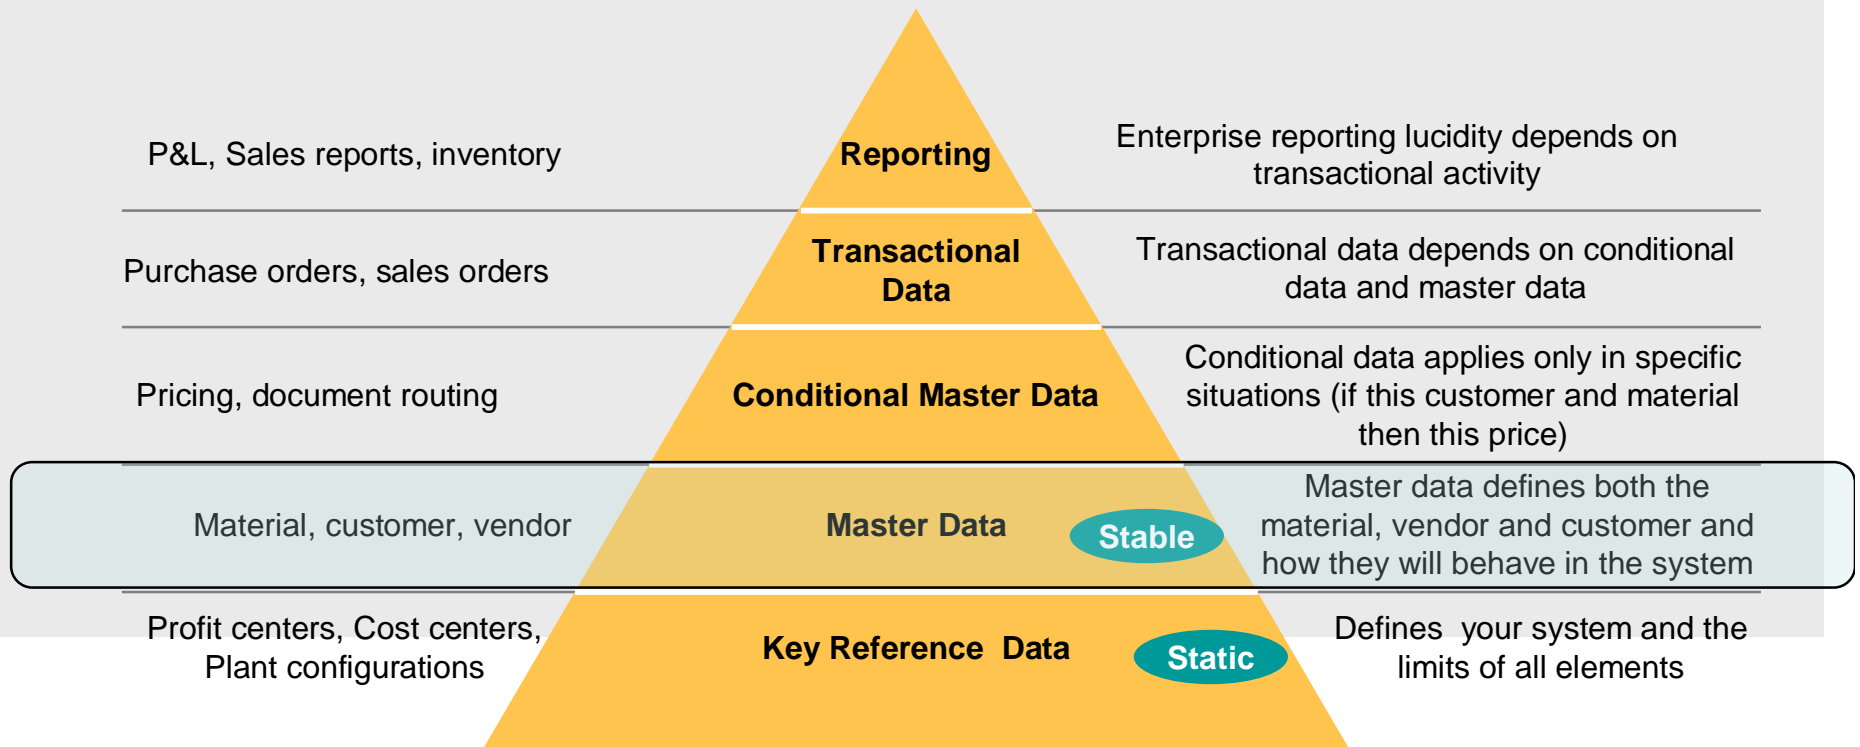 P&L, Sales reports, inventory
Reporting
Enterprise reporting lucidity depends on
transactional activity
Purchase orders, sales orders
Transactional
Data
Transactional data depends on conditional
data and master data
Pricing, document routing
Conditional Master Data
Conditional data applies only in specific
situations (if this customer and material
then this price)
Material, customer, vendor
Master Data
Stable
Master data defines both the
material, vendor and customer and
how they will behave in the system
Profit centers, Cost centers,
Plant configurations
Key Reference  Data
Static
Defines  your system and the
limits of all elements